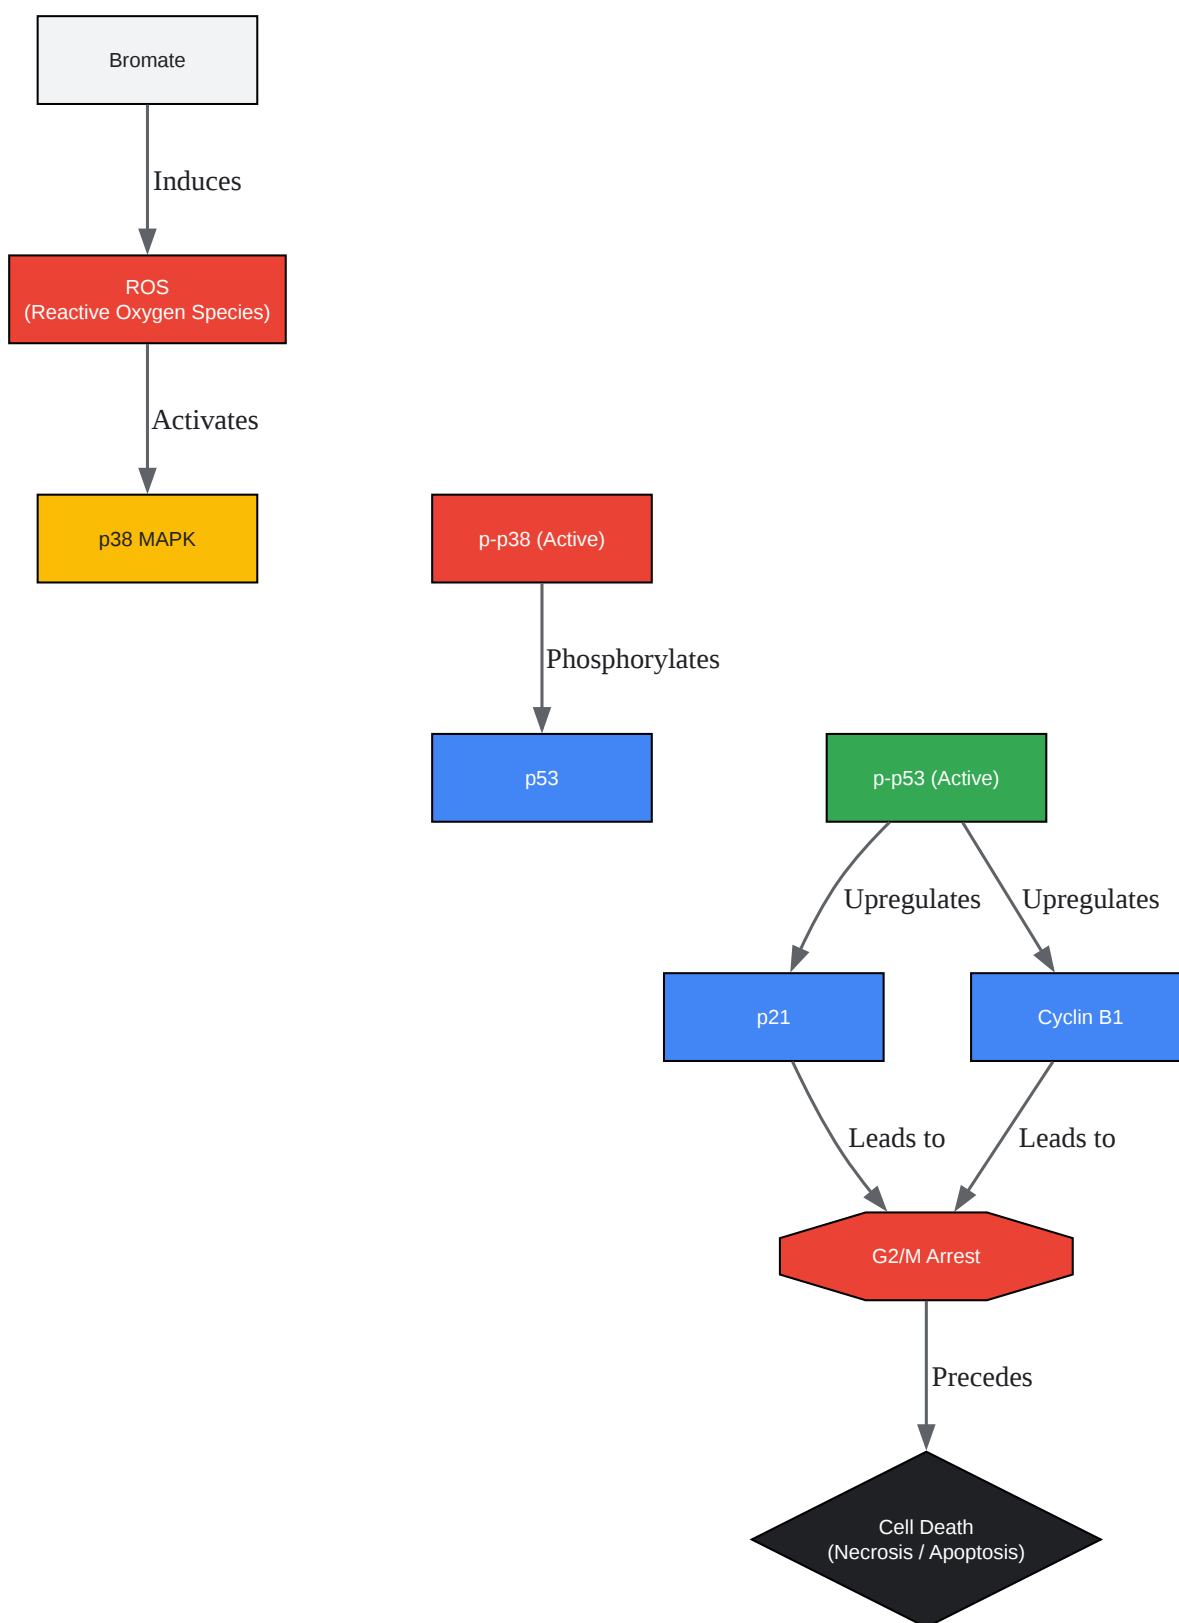 Bromate
Induces
ROS
(Reactive Oxygen Species)
Activates
p38 MAPK
p-p38 (Active)
Phosphorylates
p53
p-p53 (Active)
Upregulates
Upregulates
p21
Cyclin B1
Leads to
Leads to
G2/M Arrest
Precedes
Cell Death
(Necrosis / Apoptosis)